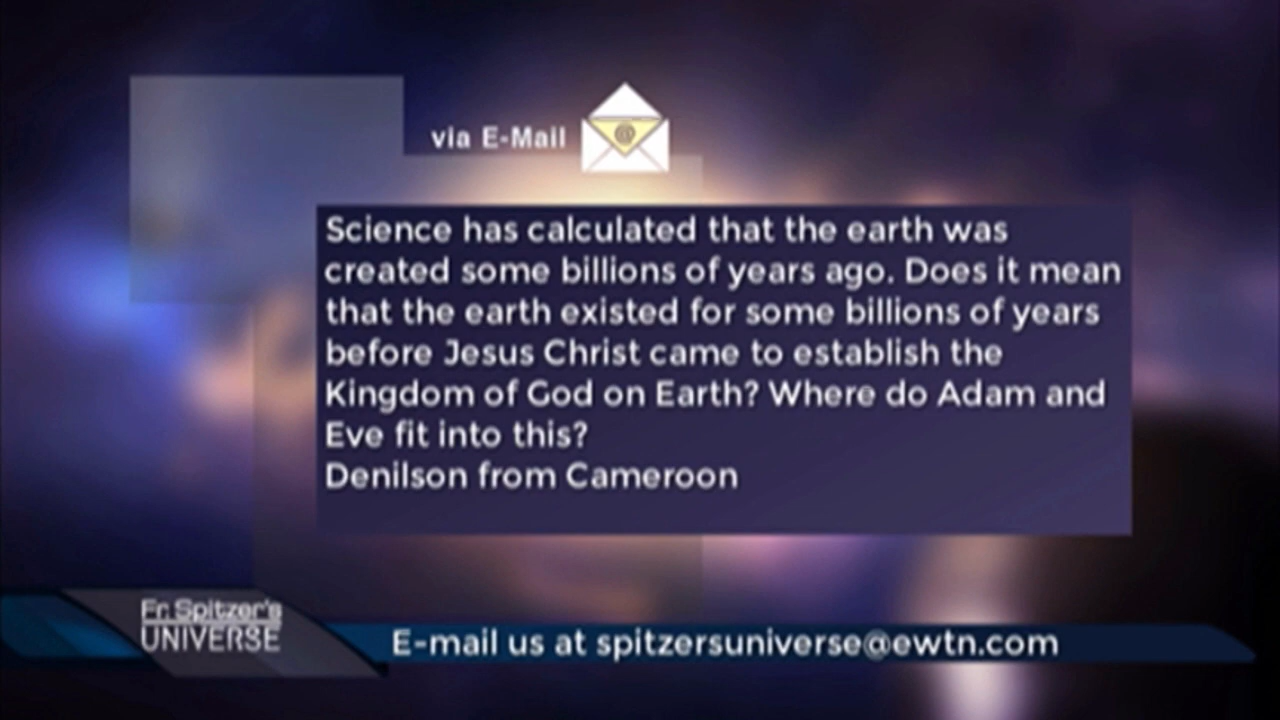 via E-Mail
@
Science has calculated that the earth was
created some billions of years ago. Does it mean
that the earth existed for some billions of years
before Jesus Christ came to establish the
Kingdom of God on Earth? Where do Adam and
Eve fit into this?
Denilson from Cameroon
Fr. Spitzer's
UNIVERSE
E-mail us at spitzersuniverse@ewtn.com